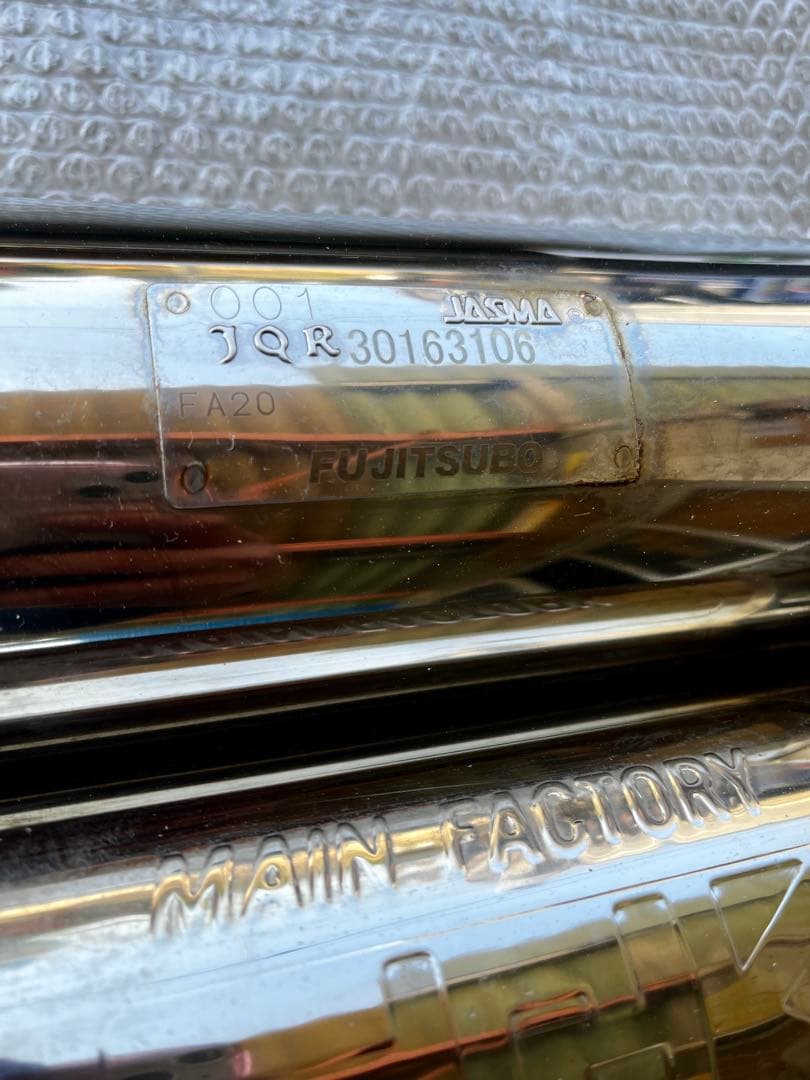 001 JASMA
JQR30163106
FA20
FUJITSUBO
MAIN FACTORY